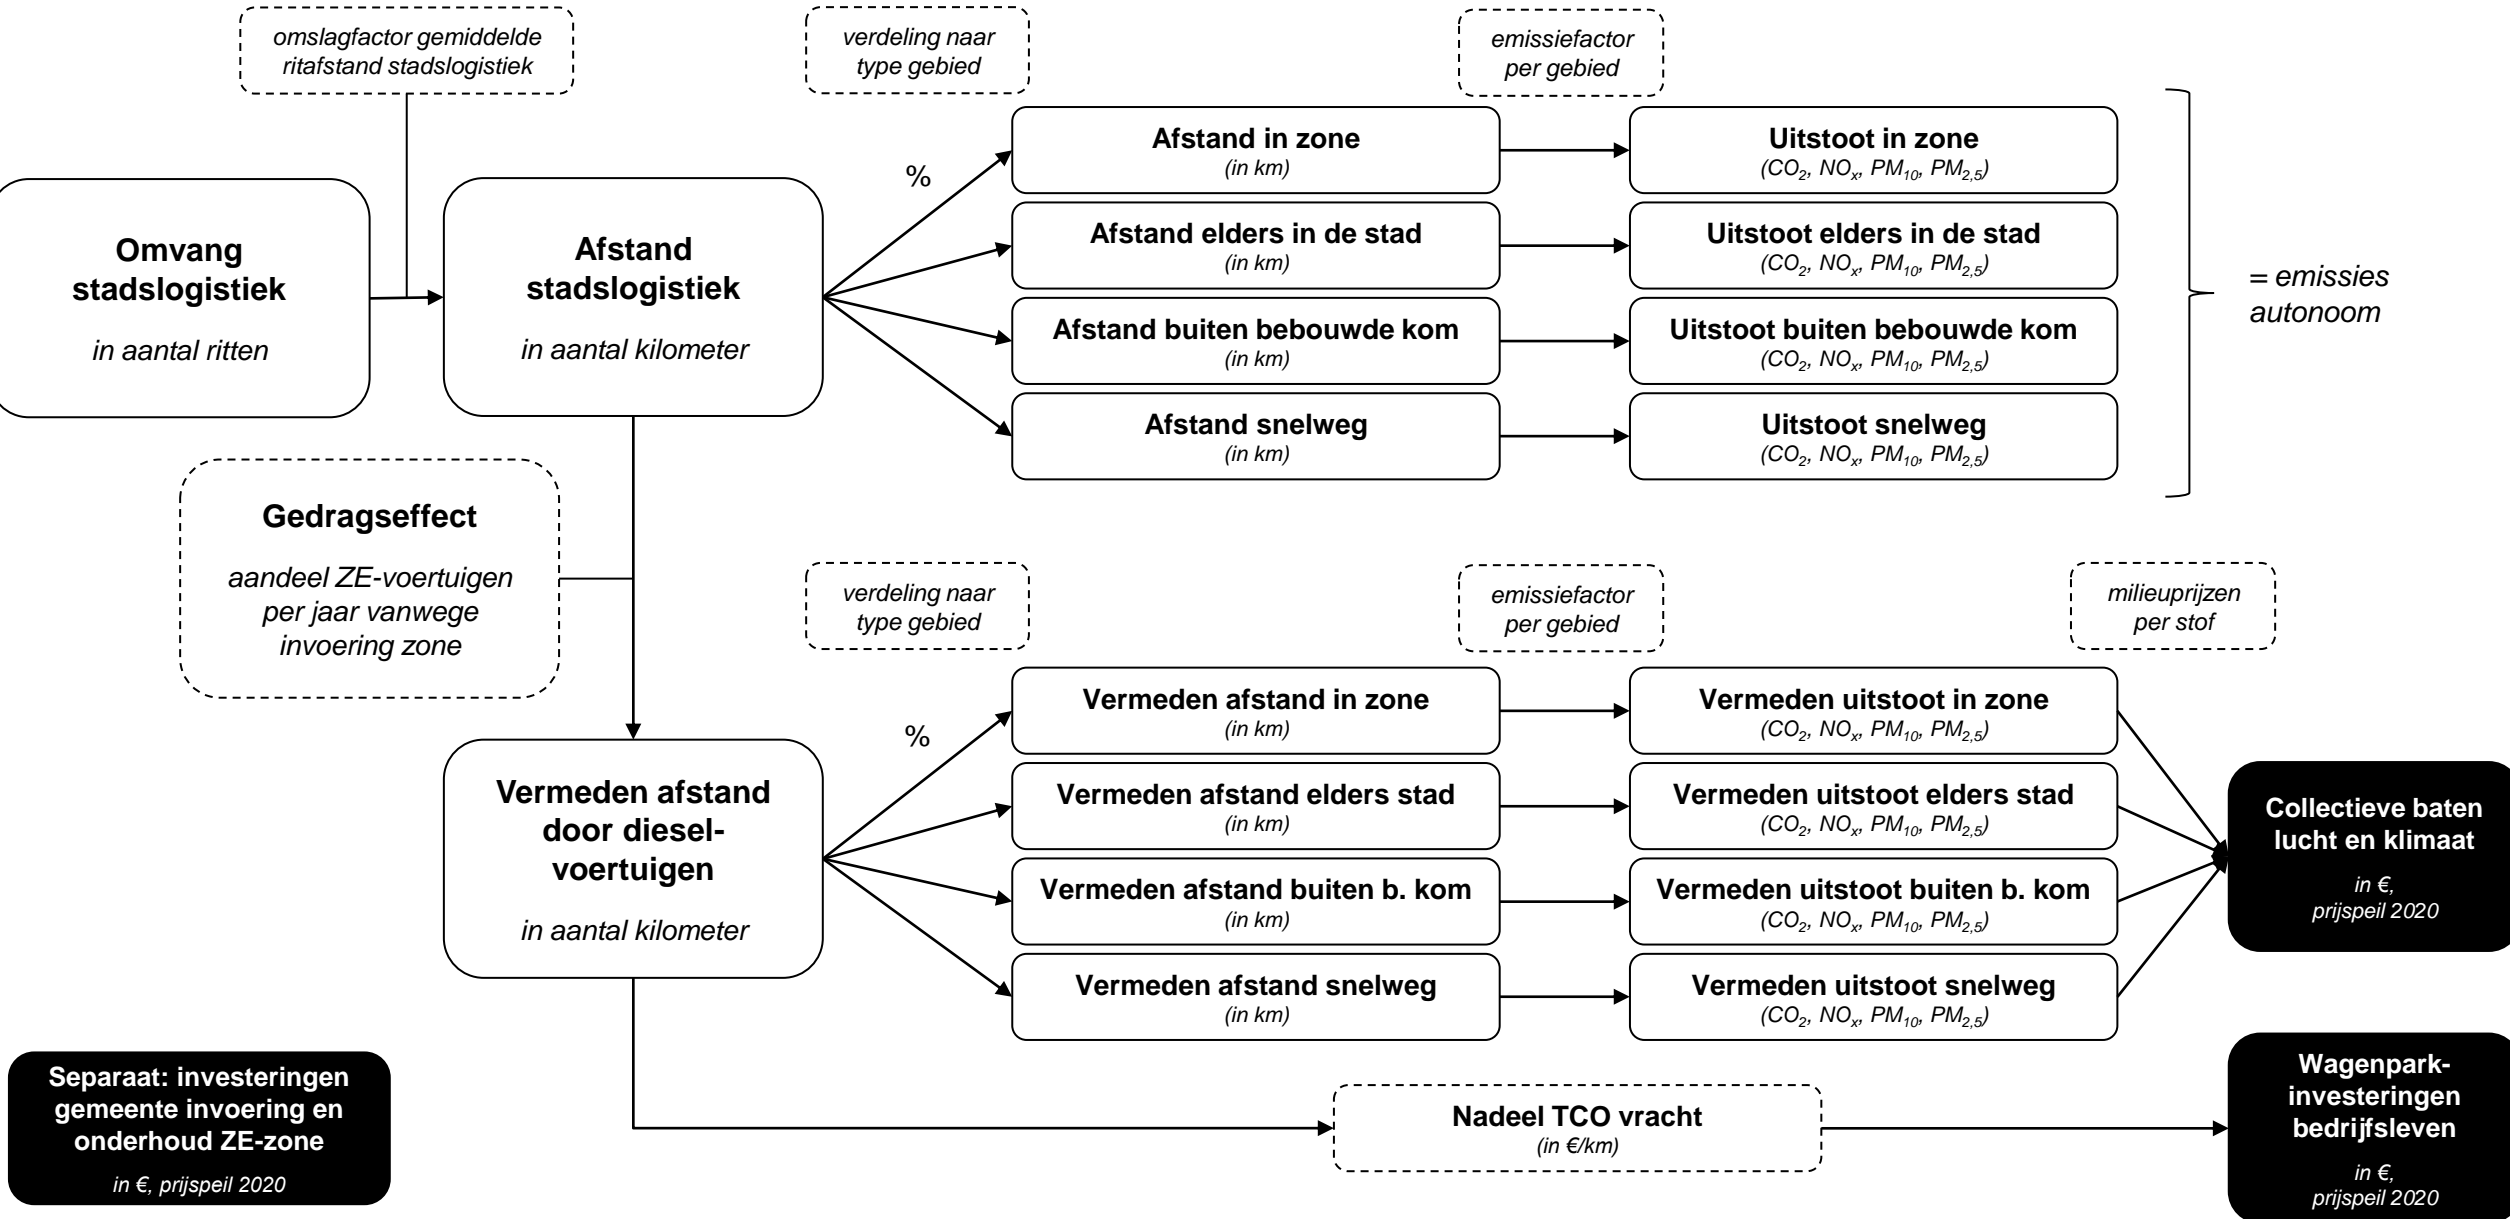 omslagfactor gemiddelde
ritafstand stadslogistiek
verdeling naar
type gebied
emissiefactor
per gebied
Omvang
stadslogistiek
in aantal ritten
Afstand
stadslogistiek
in aantal kilometer
%
Afstand in zone
(in km)
Uitstoot in zone
(CO₂, NOₓ, PM₁₀, PM₂,₅)
Afstand elders in de stad
(in km)
Uitstoot elders in de stad
(CO₂, NOₓ, PM₁₀, PM₂,₅)
Afstand buiten bebouwde kom
(in km)
Uitstoot buiten bebouwde kom
(CO₂, NOₓ, PM₁₀, PM₂,₅)
Afstand snelweg
(in km)
Uitstoot snelweg
(CO₂, NOₓ, PM₁₀, PM₂,₅)
= emissies
autonoom
Gedragseffect
aandeel ZE-voertuigen
per jaar vanwege
invoering zone
verdeling naar
type gebied
emissiefactor
per gebied
milieuprijzen
per stof
Vermeden afstand
door diesel-
voertuigen
in aantal kilometer
%
Vermeden afstand in zone
(in km)
Vermeden uitstoot in zone
(CO₂, NOₓ, PM₁₀, PM₂,₅)
Vermeden afstand elders stad
(in km)
Vermeden uitstoot elders stad
(CO₂, NOₓ, PM₁₀, PM₂,₅)
Vermeden afstand buiten b. kom
(in km)
Vermeden uitstoot buiten b. kom
(CO₂, NOₓ, PM₁₀, PM₂,₅)
Vermeden afstand snelweg
(in km)
Vermeden uitstoot snelweg
(CO₂, NOₓ, PM₁₀, PM₂,₅)
Collectieve baten
lucht en klimaat
in €,
prijspeil 2020
Separaat: investeringen
gemeente invoering en
onderhoud ZE-zone
in €, prijspeil 2020
Nadeel TCO vracht
(in €/km)
Wagenpark-
investeringen
bedrijfsleven
in €,
prijspeil 2020